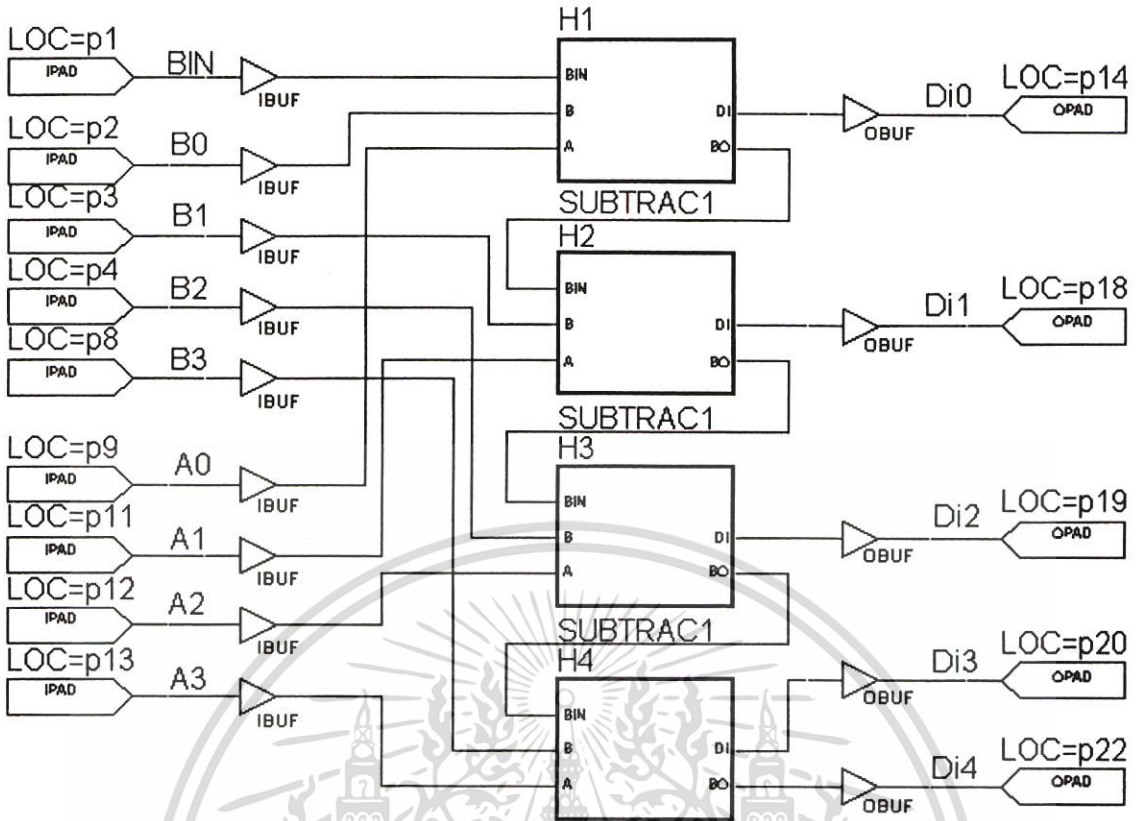 LOC=p1
IPAD
BIN
IBUF
LOC=p2
IPAD
B0
IBUF
LOC=p3
IPAD
B1
IBUF
LOC=p4
IPAD
B2
IBUF
LOC=p8
IPAD
B3
IBUF
LOC=p9
IPAD
A0
IBUF
LOC=p11
IPAD
A1
IBUF
LOC=p12
IPAD
A2
IBUF
LOC=p13
IPAD
A3
IBUF
H1
BIN
B
A
DI
BO
SUBTRAC1
H2
BIN
B
A
DI
BO
SUBTRAC1
H3
BIN
B
A
DI
BO
SUBTRAC1
H4
BIN
B
A
DI
BO
OBUF
Di0
LOC=p14
OPAD
OBUF
Di1
LOC=p18
OPAD
OBUF
Di2
LOC=p19
OPAD
OBUF
Di3
LOC=p20
OPAD
OBUF
Di4
LOC=p22
OPAD